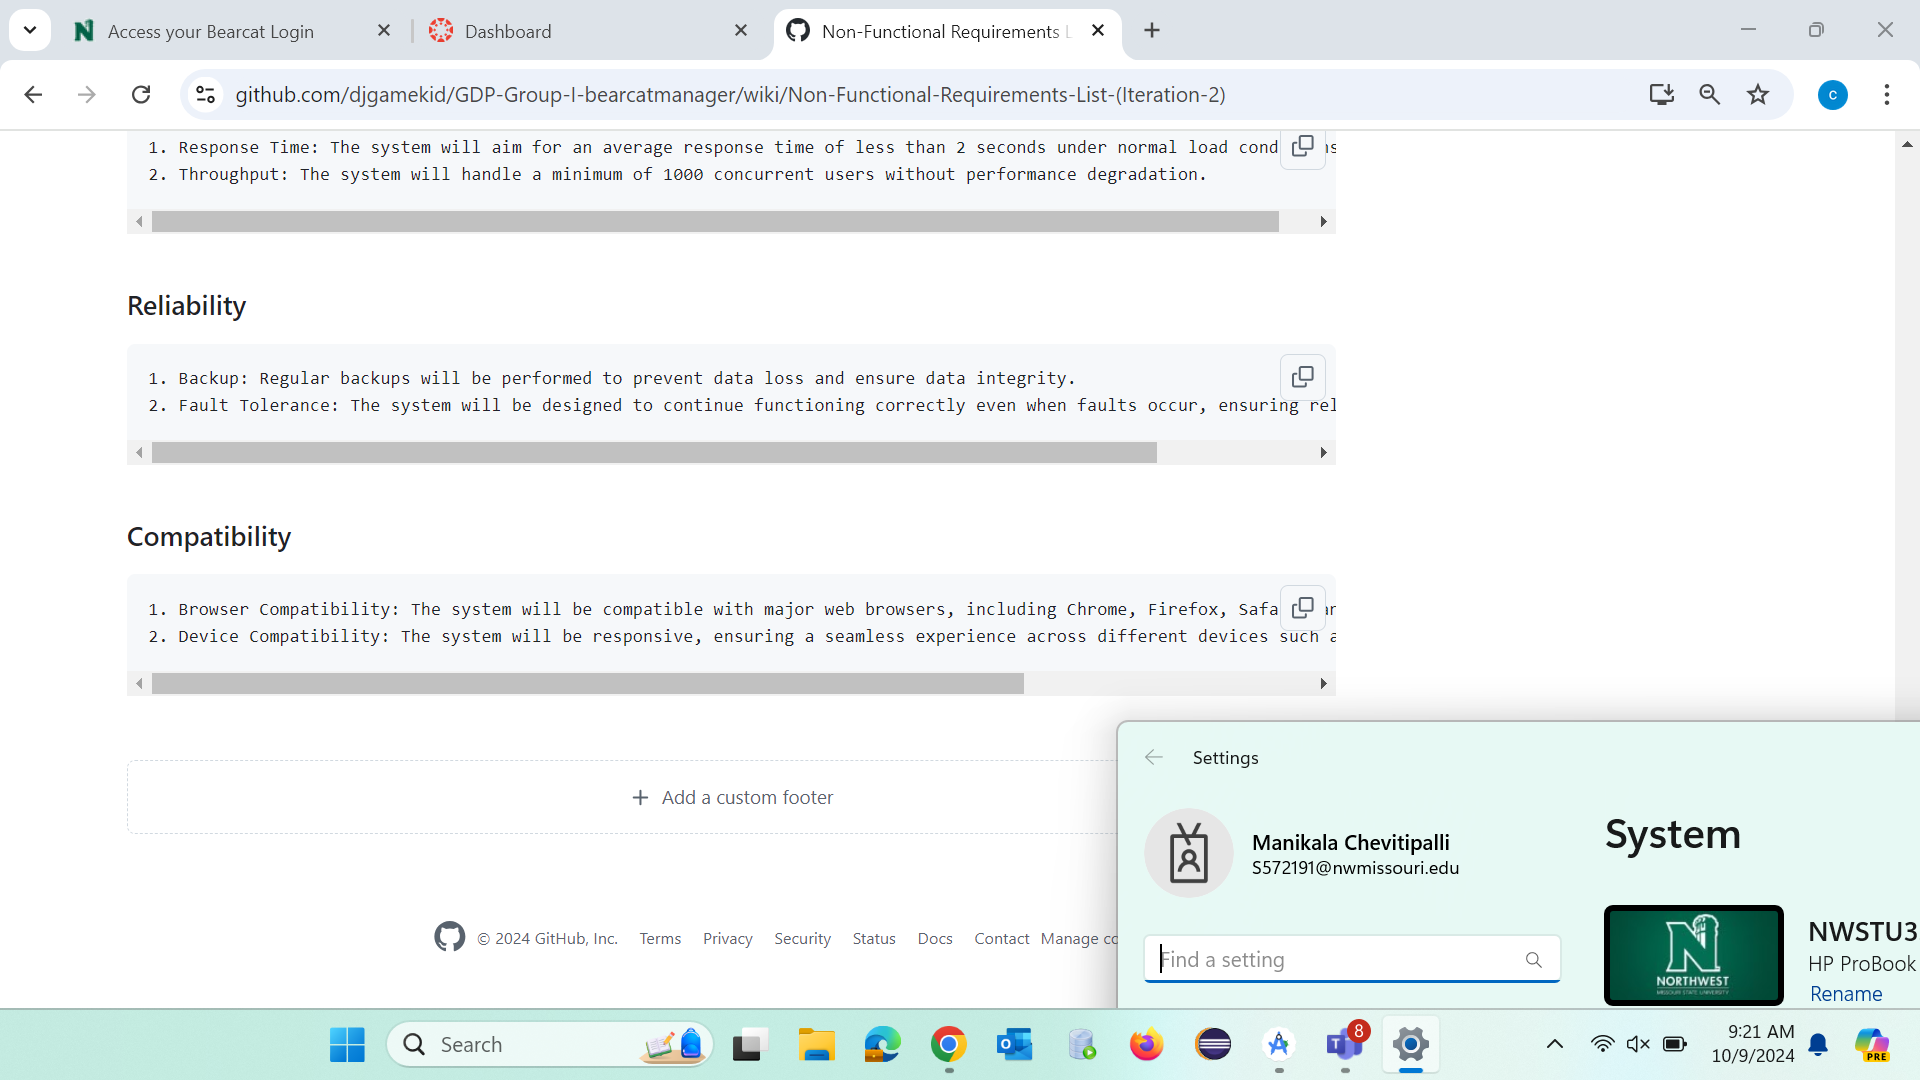 Access your Bearcat Login
Dashboard
Non-Functional Requirements L
github.com/djgamekid/GDP-Group-I-bearcatmanager/wiki/Non-Functional-Requirements-List-(Iteration-2)
c
1. Response Time: The system will aim for an average response time of less than 2 seconds under normal load cond
2. Throughput: The system will handle a minimum of 1000 concurrent users without performance degradation.
Reliability
1. Backup: Regular backups will be performed to prevent data loss and ensure data integrity.
2. Fault Tolerance: The system will be designed to continue functioning correctly even when faults occur, ensuring rel
Compatibility
1. Browser Compatibility: The system will be compatible with major web browsers, including Chrome, Firefox, Safa
2. Device Compatibility: The system will be responsive, ensuring a seamless experience across different devices such a
Add a custom footer
© 2024 GitHub, Inc. Terms Privacy Security Status Docs Contact Manage co
Settings
Manikala Chevitipalli
S572191@nwmissouri.edu
Find a setting
System
N
NORTHWEST
MISSOURI STATE UNIVERSITY
NWSTU3
HP ProBook
Rename
Search
8
9:21 AM
10/9/2024
PRE